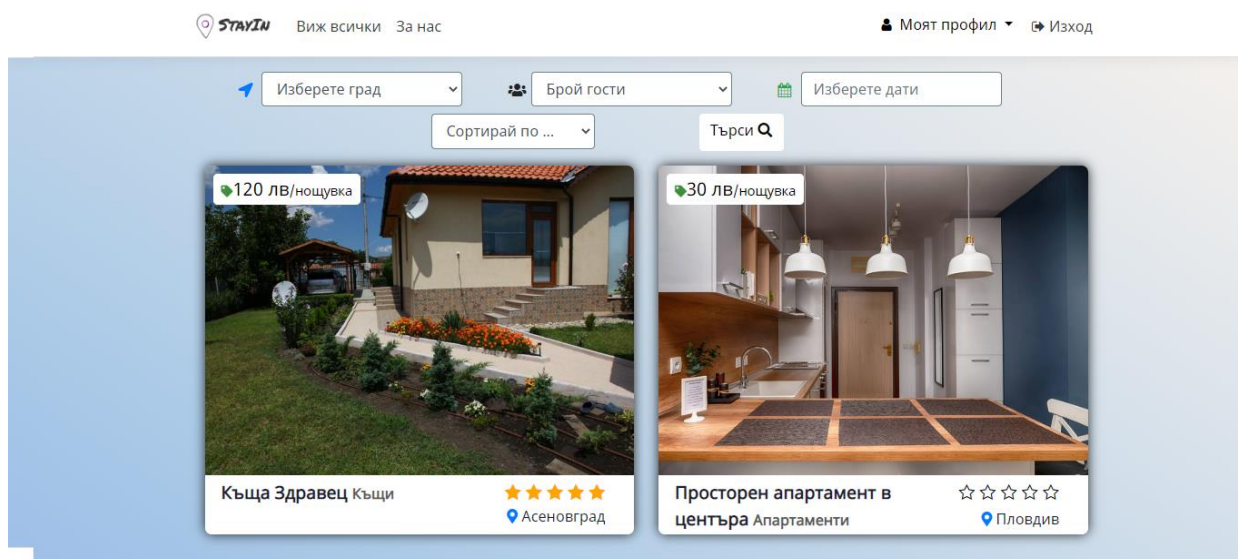 StayIn Виж всички За нас Моят профил Изход
Изберете град Брой гости Изберете дати
Сортирай по ... Търси
120 лв/нощувка
30 лв/нощувка
Къща Здравец Къщи
Асеновград
Просторен апартамент в
центъра Апартаменти
Пловдив